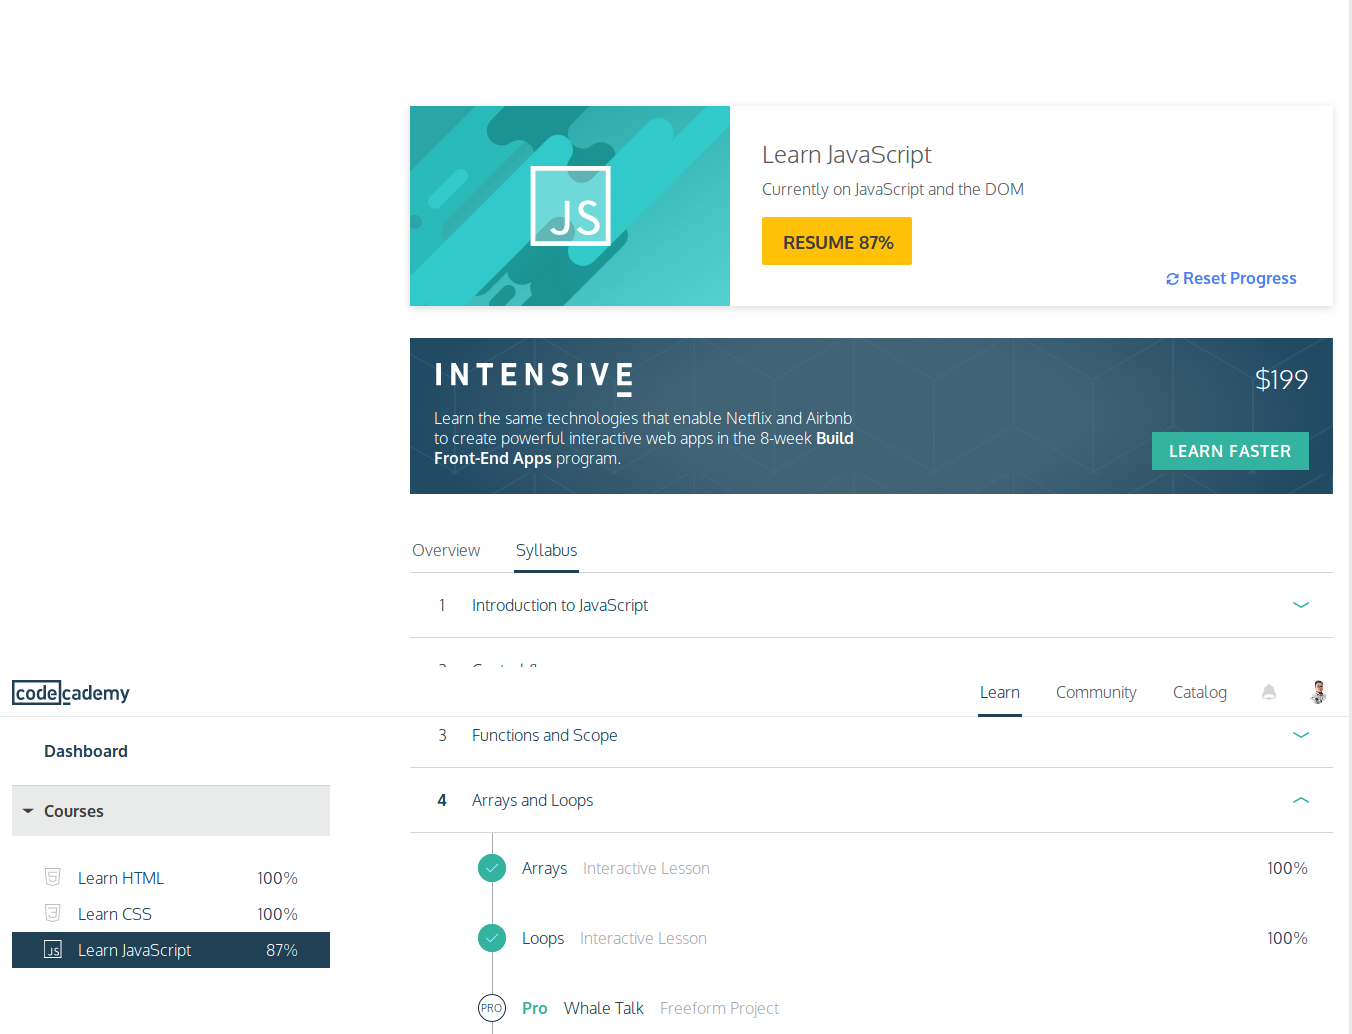 JS
Learn JavaScript
Currently on JavaScript and the DOM
RESUME 87%
Reset Progress
INTENSIVE
$199
Learn the same technologies that enable Netflix and Airbnb
to create powerful interactive web apps in the 8-week Build
Front-End Apps program.
LEARN FASTER
Overview Syllabus
1 Introduction to JavaScript
codecademy
Learn Community Catalog
3 Functions and Scope
Dashboard
4 Arrays and Loops
Courses
Arrays Interactive Lesson 100%
Learn HTML 100%
Learn CSS 100%
Loops Interactive Lesson 100%
JS Learn JavaScript 87%
PRO Pro Whale Talk Freeform Project